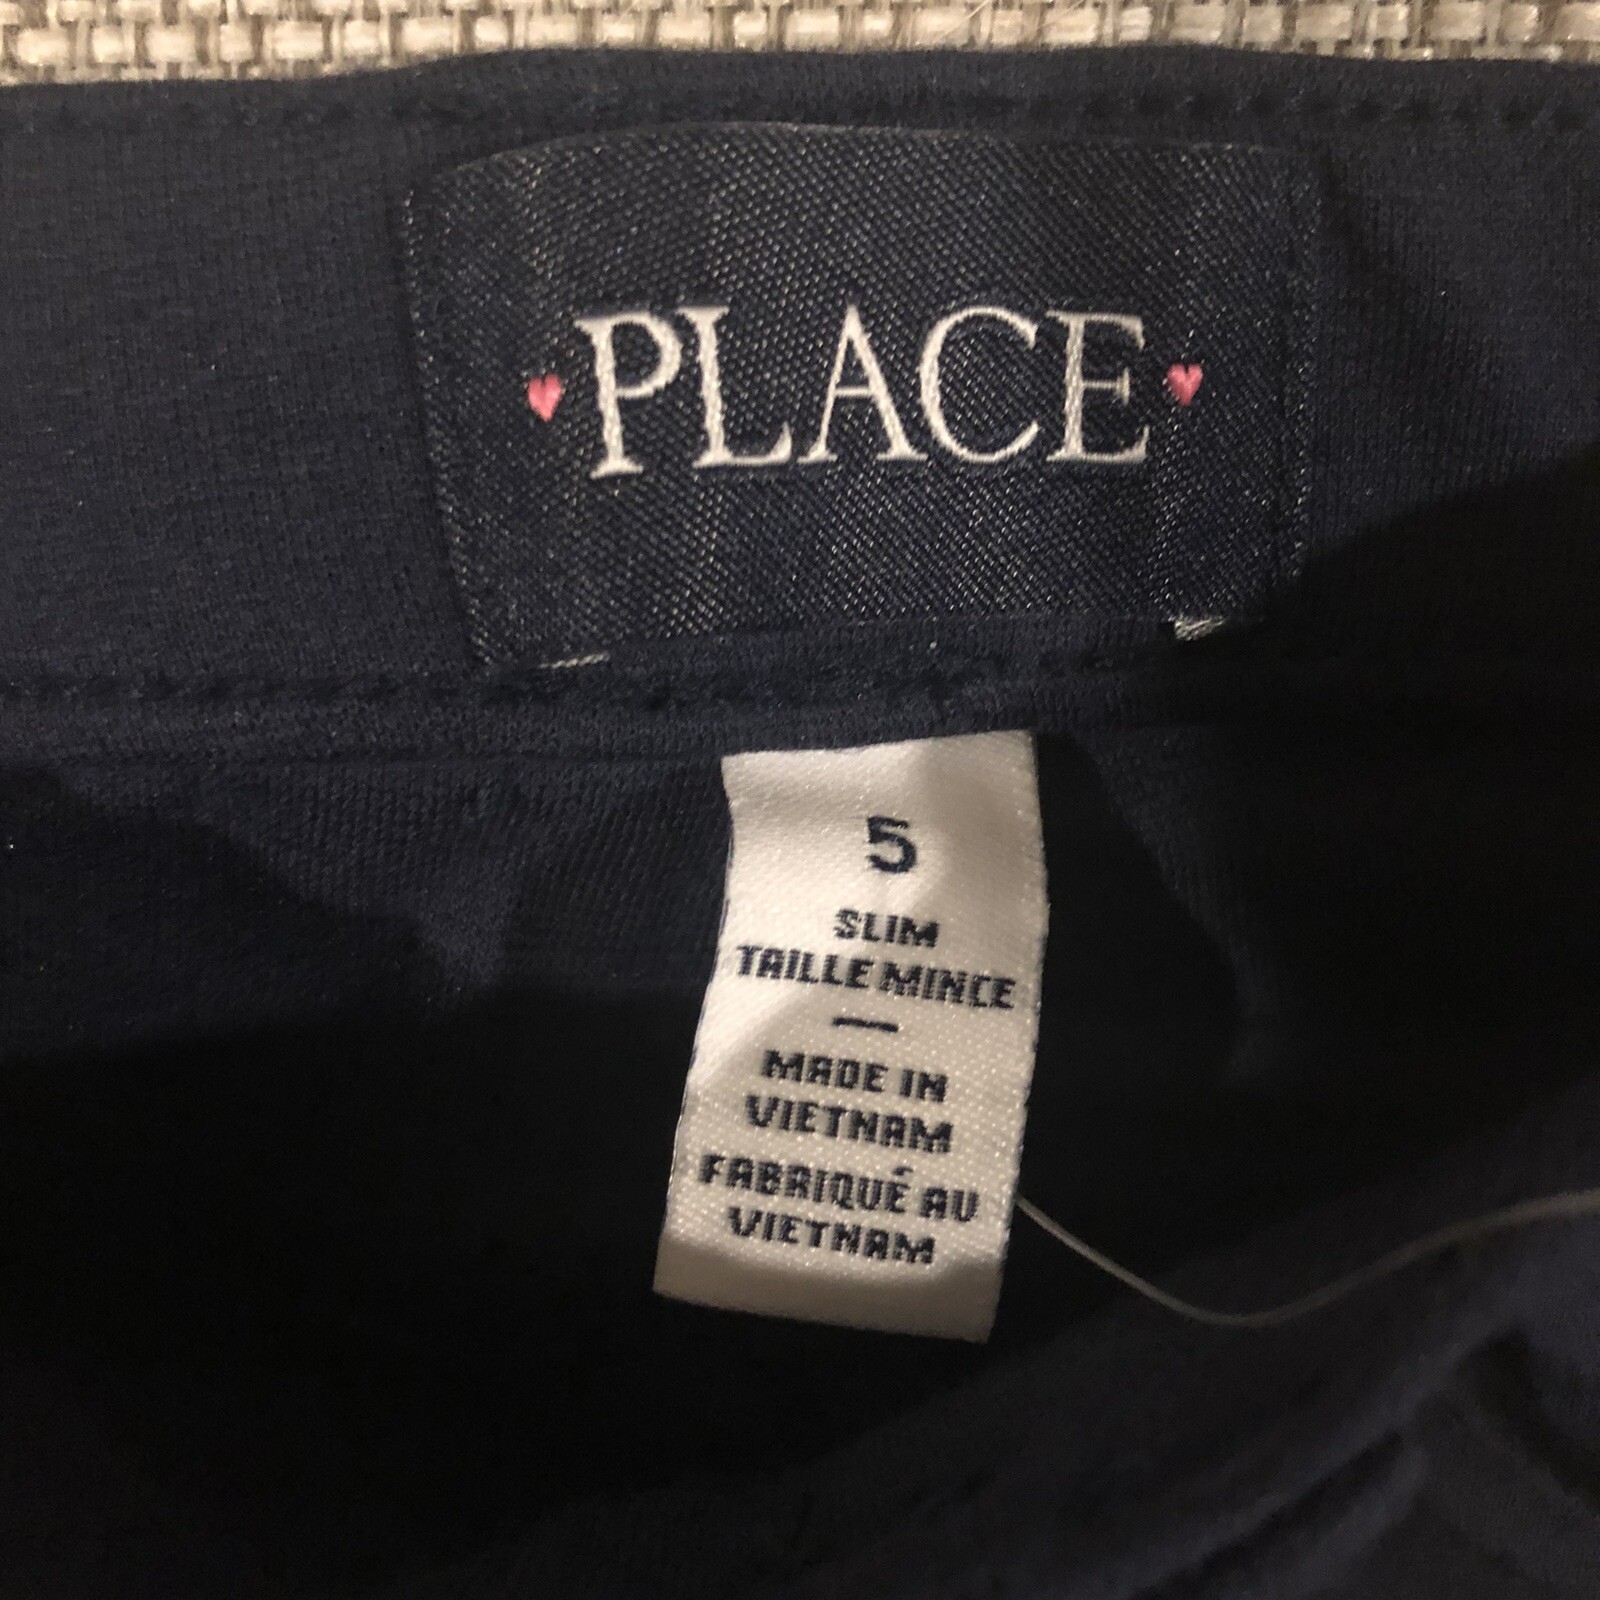 PLACE
5
SLIM
TAILLE MINCE
—
MADE IN
VIETNAM
FABRIQUÉ AU
VIETNAM